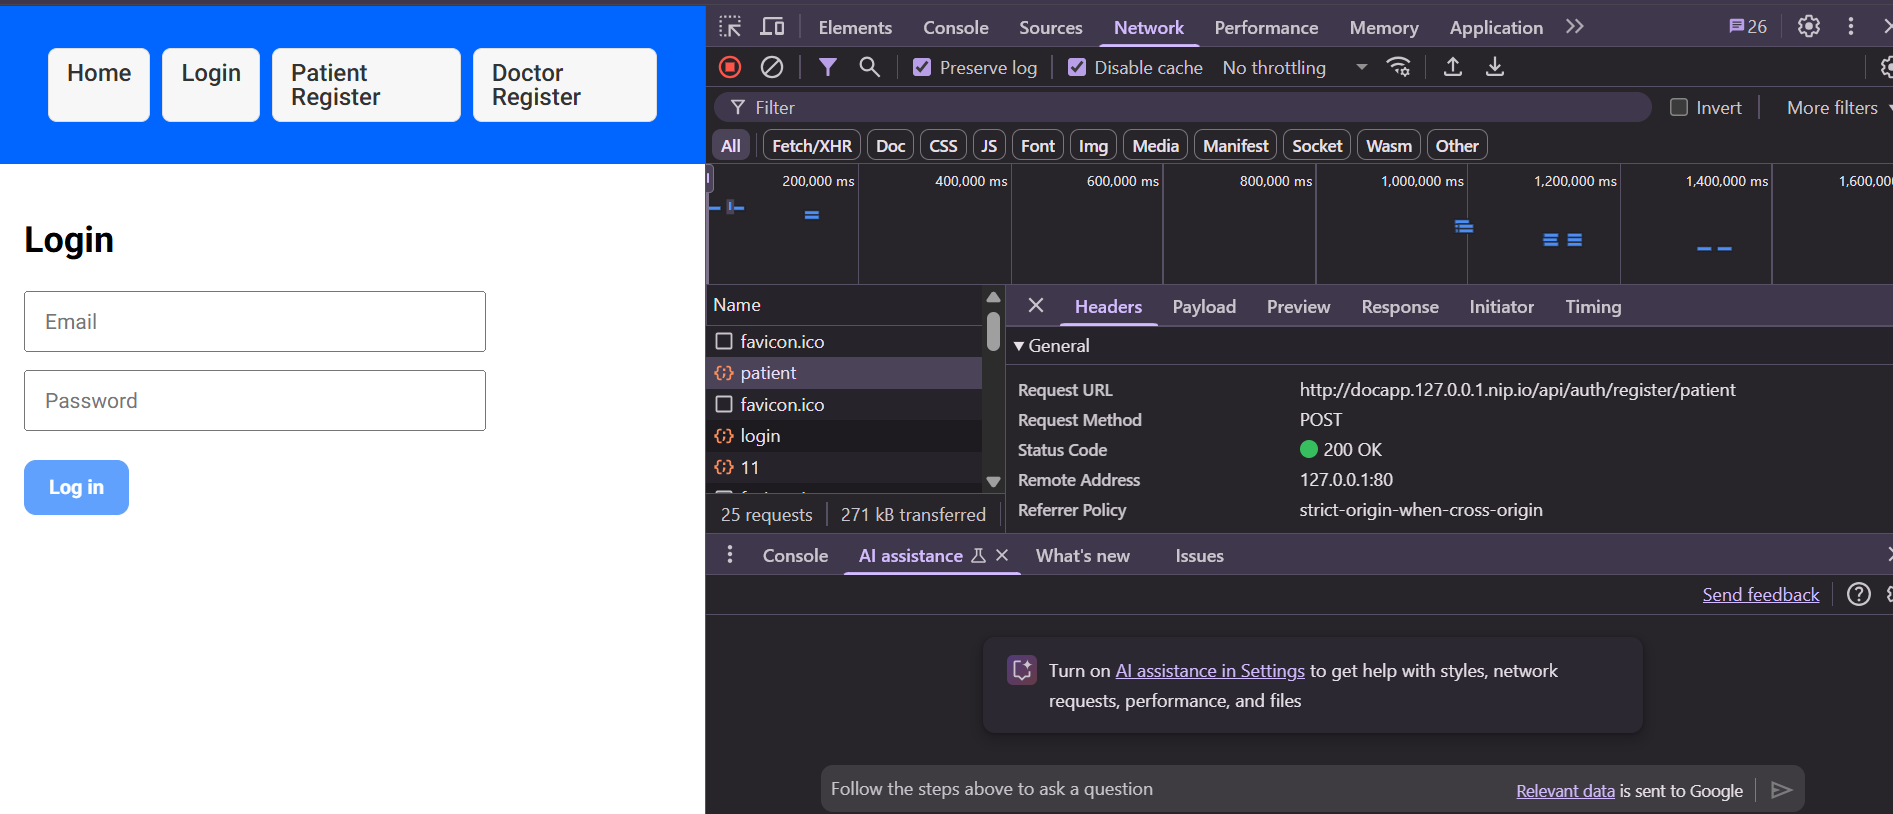 Home
Login
Patient Register
Doctor Register
Login
Email
Password
Log in
Elements
Console
Sources
Network
Performance
Memory
Application
26
Preserve log
Disable cache
No throttling
Filter
Invert
More filters
All
Fetch/XHR
Doc
CSS
JS
Font
Img
Media
Manifest
Socket
Wasm
Other
200,000 ms
400,000 ms
600,000 ms
800,000 ms
1,000,000 ms
1,200,000 ms
1,400,000 ms
1,600,000
Name
favicon.ico
patient
favicon.ico
login
11
25 requests
271 kB transferred
Headers
Payload
Preview
Response
Initiator
Timing
General
Request URL
http://docapp.127.0.0.1.nip.io/api/auth/register/patient
Request Method
POST
Status Code
200 OK
Remote Address
127.0.0.1:80
Referrer Policy
strict-origin-when-cross-origin
Console
AI assistance
What's new
Issues
Send feedback
Turn on AI assistance in Settings to get help with styles, network
requests, performance, and files
Follow the steps above to ask a question
Relevant data is sent to Google